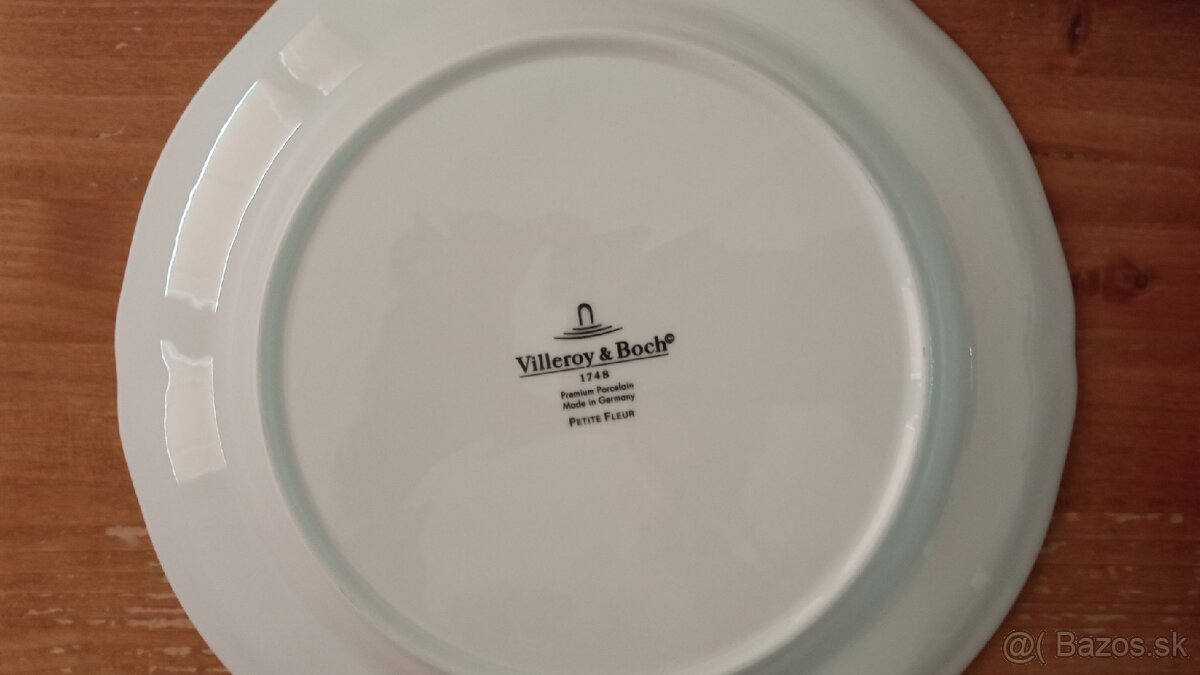 Villeroy & Boch©
1748
Premium Porcelain
Made in Germany
PETITE FLEUR
@( Bazos.sk